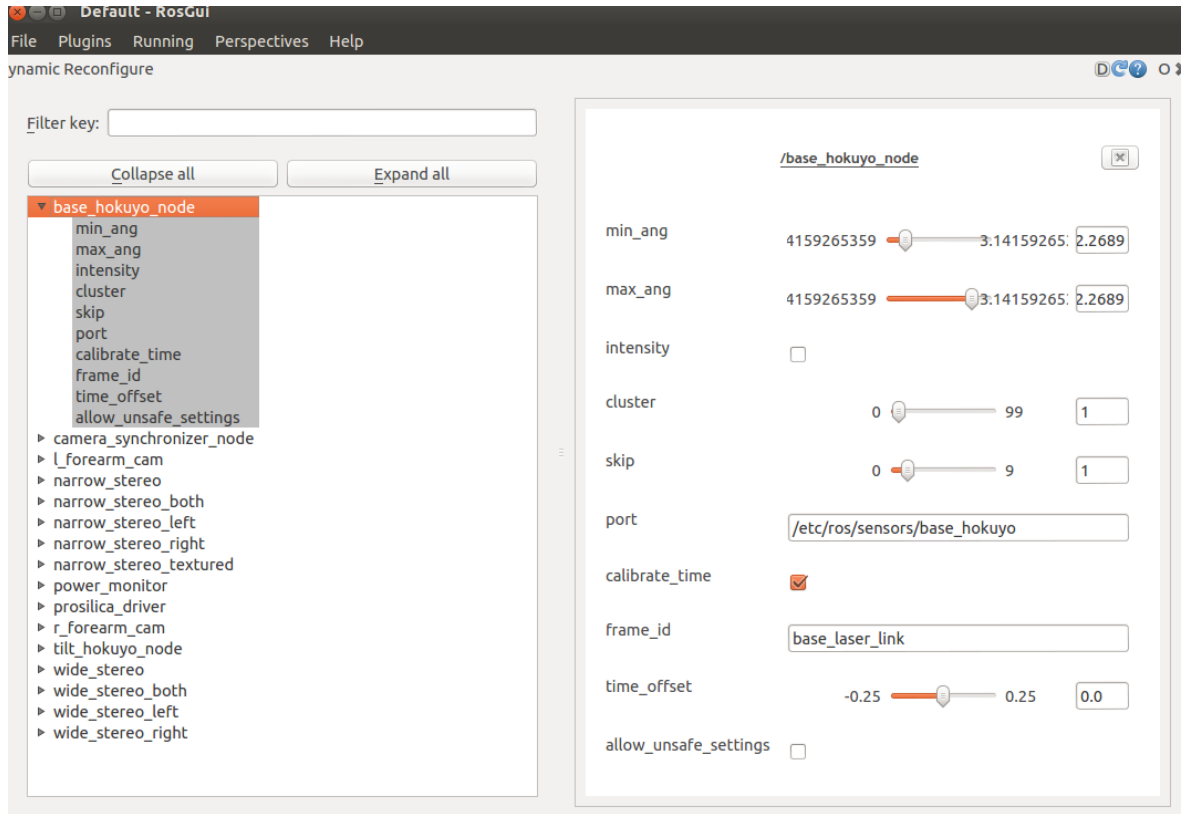 Default - RosGui
File Plugins Running Perspectives Help
ynamic Reconfigure
D ? O
Filter key:
Collapse all Expand all
base_hokuyo_node
min_ang
max_ang
intensity
cluster
skip
port
calibrate_time
frame_id
time_offset
allow_unsafe_settings
camera_synchronizer_node
l_forearm_cam
narrow_stereo
narrow_stereo_both
narrow_stereo_left
narrow_stereo_right
narrow_stereo_textured
power_monitor
prosilica_driver
r_forearm_cam
tilt_hokuyo_node
wide_stereo
wide_stereo_both
wide_stereo_left
wide_stereo_right
/base_hokuyo_node
min_ang 4159265359 3.14159265 2.2689
max_ang 4159265359 3.14159265 2.2689
intensity
cluster 0 99 1
skip 0 9 1
port /etc/ros/sensors/base_hokuyo
calibrate_time
frame_id base_laser_link
time_offset -0.25 0.25 0.0
allow_unsafe_settings